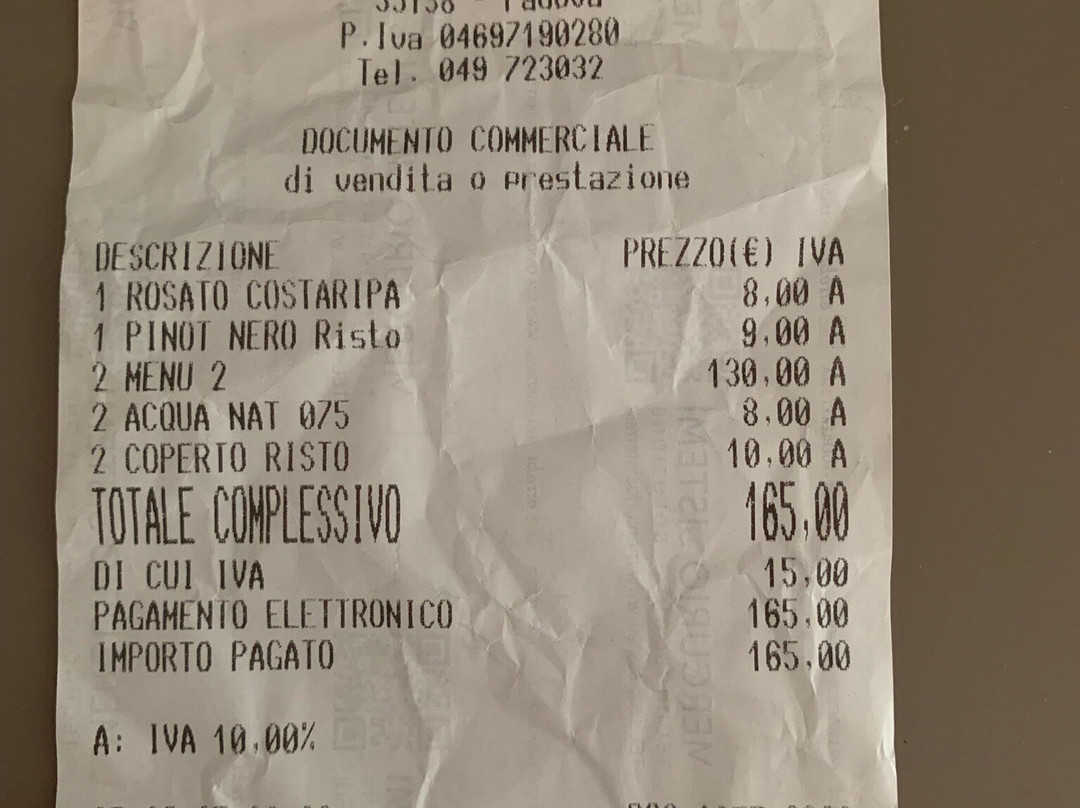 35136 - Padova
P.Iva 04697190280
Tel. 049 723032
DOCUMENTO COMMERCIALE
di vendita o prestazione
DESCRIZIONE PREZZO(€) IVA
1 ROSATO COSTARIPA 8,00 A
1 PINOT NERO Risto 9,00 A
2 MENU 2 130,00 A
2 ACQUA NAT 075 8,00 A
2 COPERTO RISTO 10,00 A
TOTALE COMPLESSIVO 165,00
DI CUI IVA 15,00
PAGAMENTO ELETTRONICO 165,00
IMPORTO PAGATO 165,00
A: IVA 10,00%